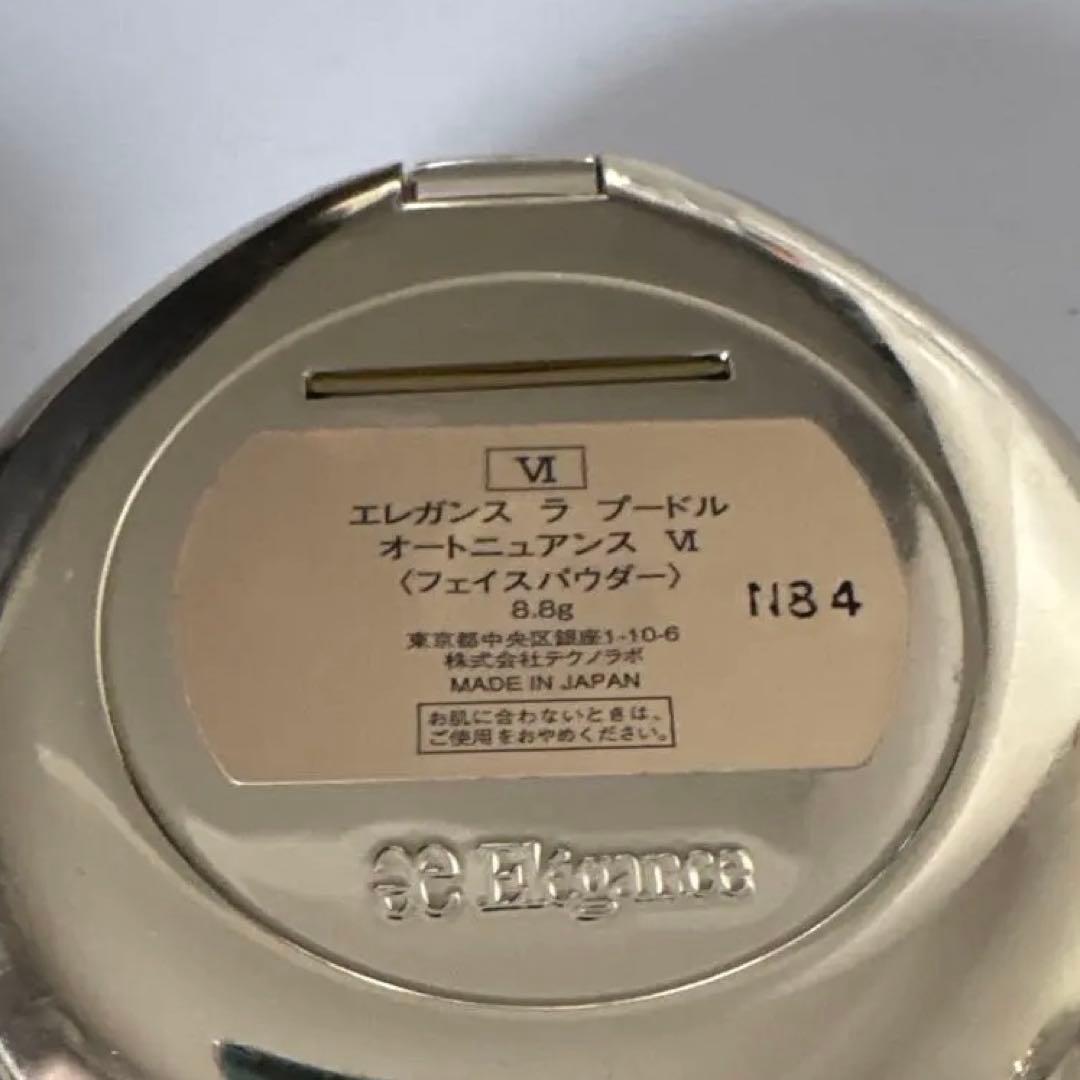 Ⅵ
エレガンス ラ プードル
オートニュアンス Ⅵ
〈フェイスパウダー〉
8.8g
N84
東京都中央区銀座1-10-6
株式会社テクノラボ
MADE IN JAPAN
お肌に合わないときは、
ご使用をおやめください。
Elégance